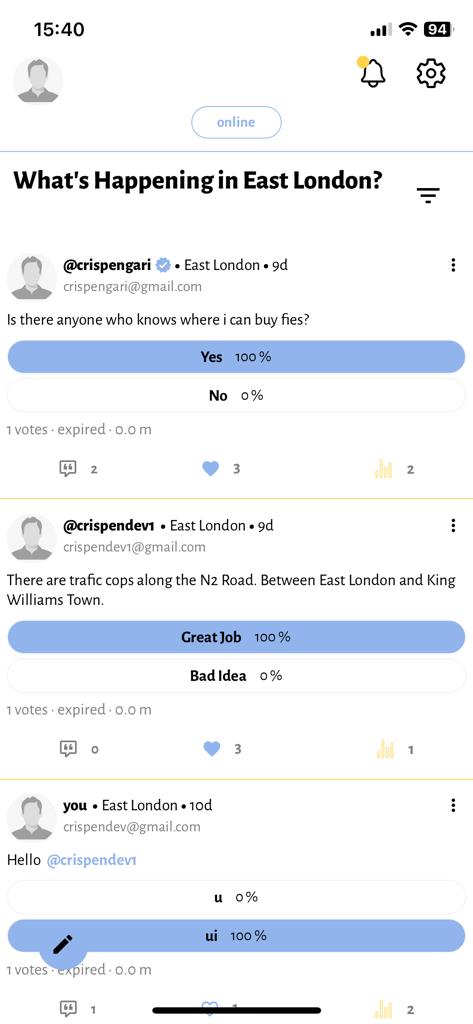 15:40
94
online
What's Happening in East London?
@crispengari • East London • 9d
crispengari@gmail.com
Is there anyone who knows where i can buy fies?
Yes 100 %
No 0 %
1 votes · expired · 0.0 m
2 3 2
@crispendev1 • East London • 9d
crispendev1@gmail.com
There are trafic cops along the N2 Road. Between East London and King
Williams Town.
Great Job 100 %
Bad Idea 0 %
1 votes · expired · 0.0 m
0 3 1
you • East London • 10d
crispendev@gmail.com
Hello @crispendev1
u 0 %
ui 100 %
1 votes · expired · 0.0 m
1 1 2